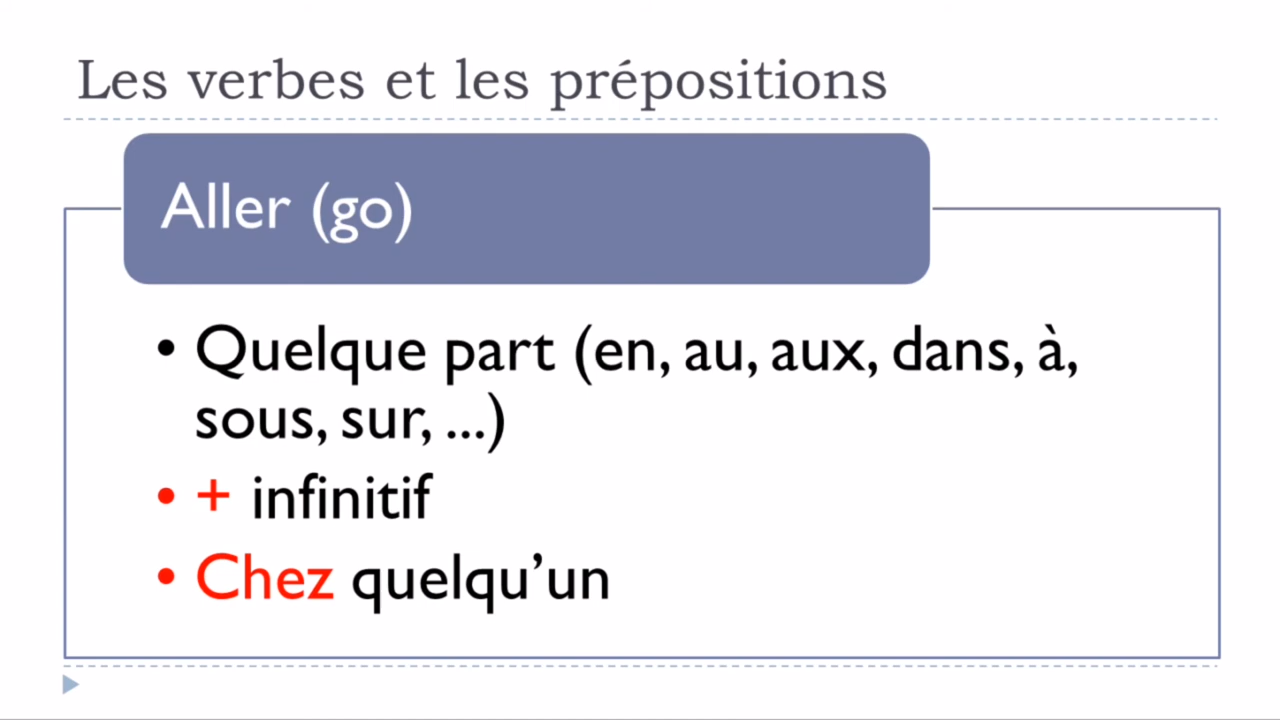 Les verbes et les prépositions
Aller (go)
• Quelque part (en, au, aux, dans, à,
sous, sur, ...)
• + infinitif
• Chez quelqu’un